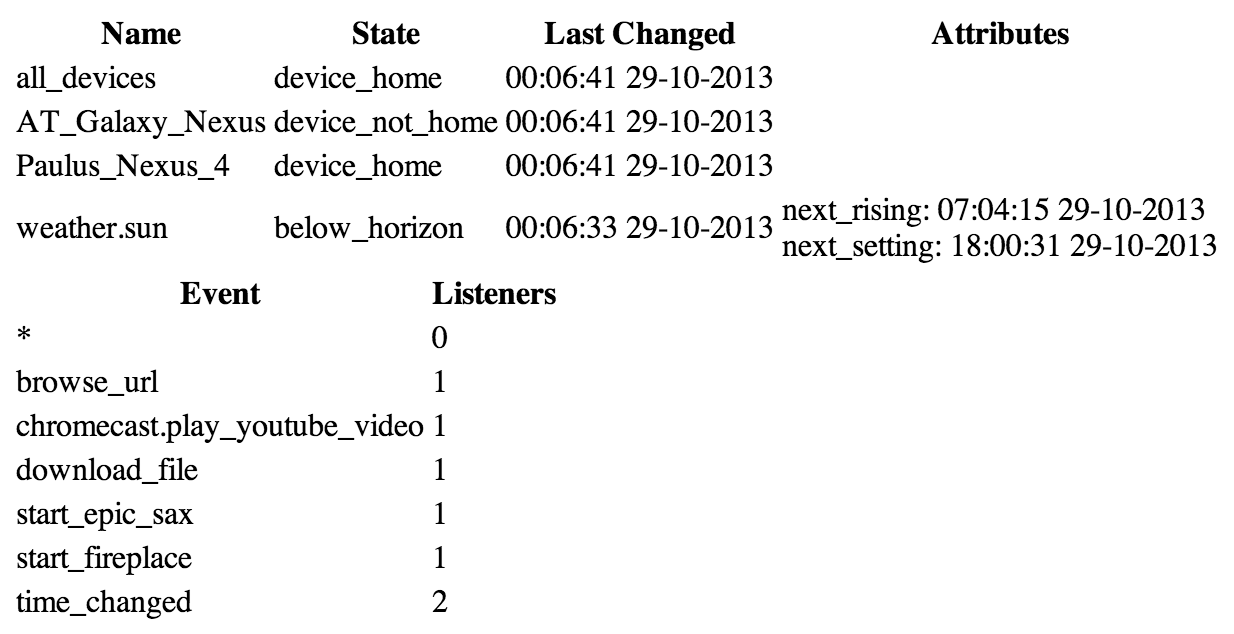 Name State Last Changed Attributes
all_devices device_home 00:06:41 29-10-2013
AT_Galaxy_Nexus device_not_home 00:06:41 29-10-2013
Paulus_Nexus_4 device_home 00:06:41 29-10-2013
weather.sun below_horizon 00:06:33 29-10-2013 next_rising: 07:04:15 29-10-2013
next_setting: 18:00:31 29-10-2013
Event Listeners
* 0
browse_url 1
chromecast.play_youtube_video 1
download_file 1
start_epic_sax 1
start_fireplace 1
time_changed 2